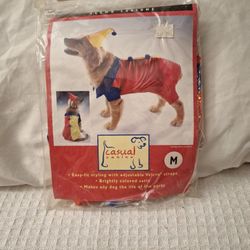 casual
canine
M
• Easy-fit styling with adjustable Velcro straps
• Brightly colored satin
• Makes any dog the life of the party